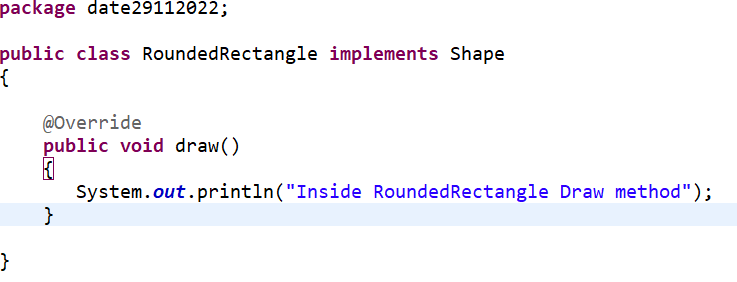 package date29112022;
public class RoundedRectangle implements Shape
{
@Override
public void draw()
{
System.out.println("Inside RoundedRectangle Draw method");
}
}